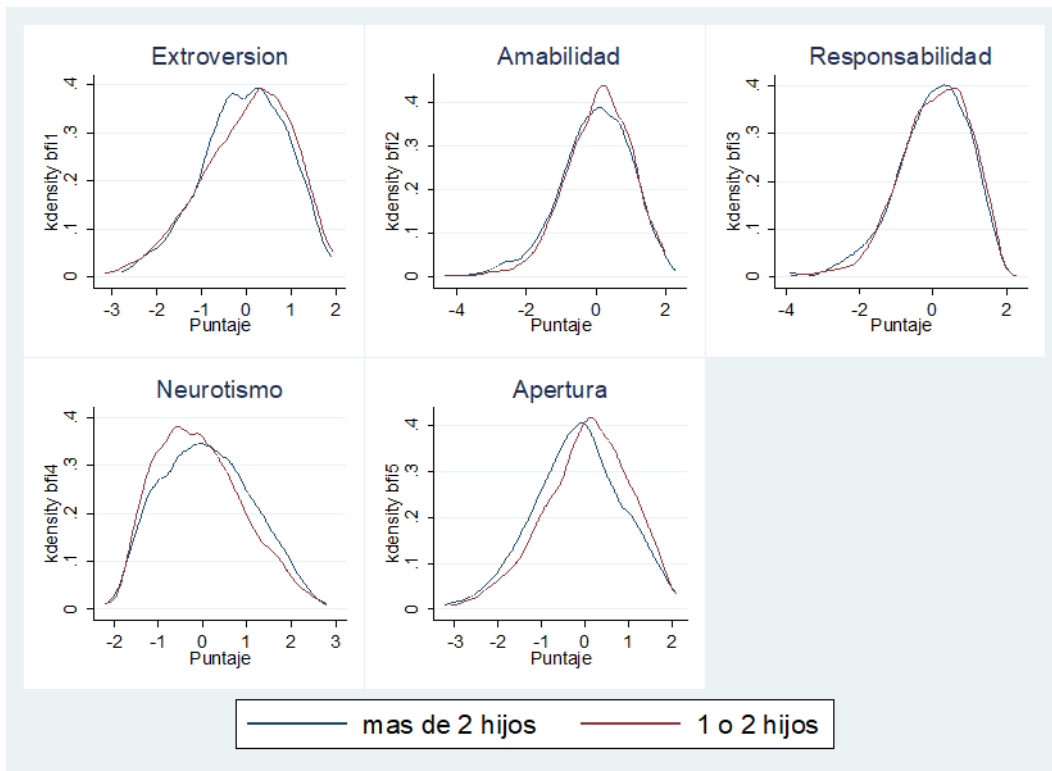 Extroversion
kdensity bfi1
0 .1 .2 .3 .4
-3 -2 -1 0 1 2
Puntaje
Amabilidad
kdensity bfi2
0 .1 .2 .3 .4
-4 -2 0 2
Puntaje
Responsabilidad
kdensity bfi3
0 .1 .2 .3 .4
-4 -2 0 2
Puntaje
Neurotismo
kdensity bfi4
0 .1 .2 .3 .4
-2 -1 0 1 2 3
Puntaje
Apertura
kdensity bfi5
0 .1 .2 .3 .4
-3 -2 -1 0 1 2
Puntaje
mas de 2 hijos
1 o 2 hijos